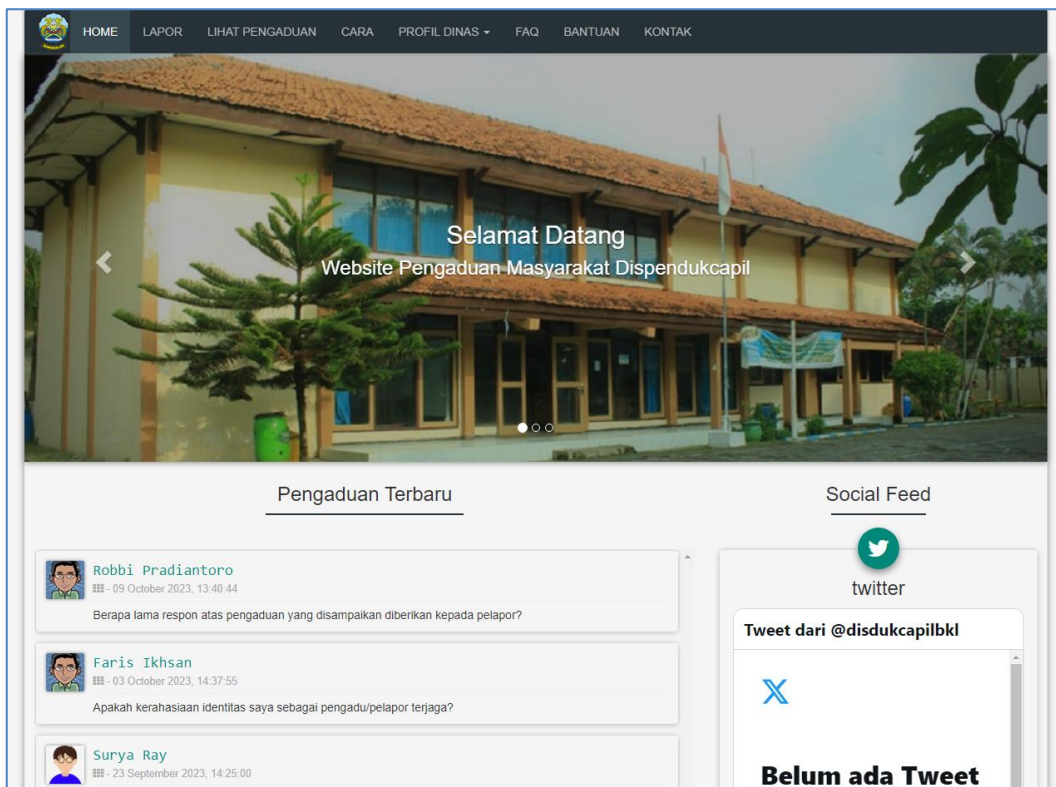 HOME LAPOR LIHAT PENGADUAN CARA PROFIL DINAS FAQ BANTUAN KONTAK
Selamat Datang
Website Pengaduan Masyarakat Dispendukcapil
Pengaduan Terbaru
Robbi Pradiantoro
- 09 October 2023, 13:40:44
Berapa lama respon atas pengaduan yang disampaikan diberikan kepada pelapor?
Faris Ikhsan
- 03 October 2023, 14:37:55
Apakah kerahasiaan identitas saya sebagai pengadu/pelapor terjaga?
Surya Ray
- 23 September 2023, 14:25:00
Social Feed
twitter
Tweet dari @disdukcapilbkl
Belum ada Tweet